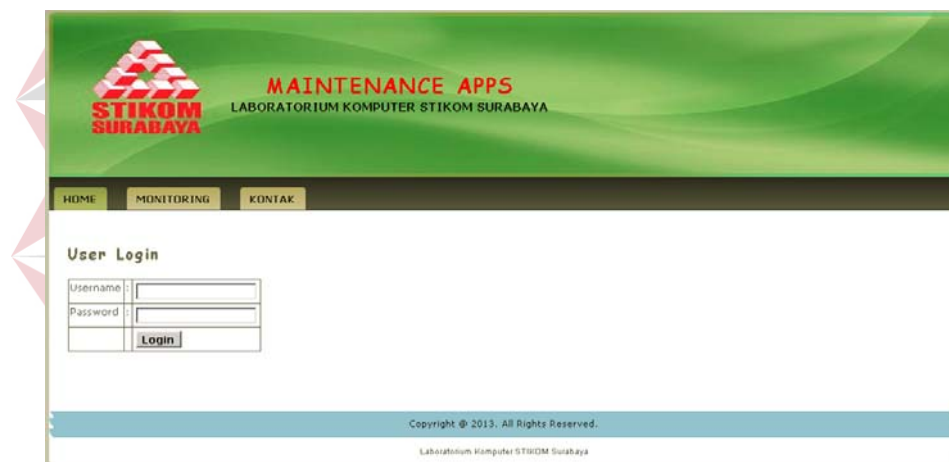 MAINTENANCE APPS
LABORATORIUM KOMPUTER STIKOM SURABAYA
STIKOM
SURABAYA
HOME MONITORING KONTAK
User Login
Username :
Password :
Login
Copyright @ 2013. All Rights Reserved.
Laboratorium Komputer STIKOM Surabaya